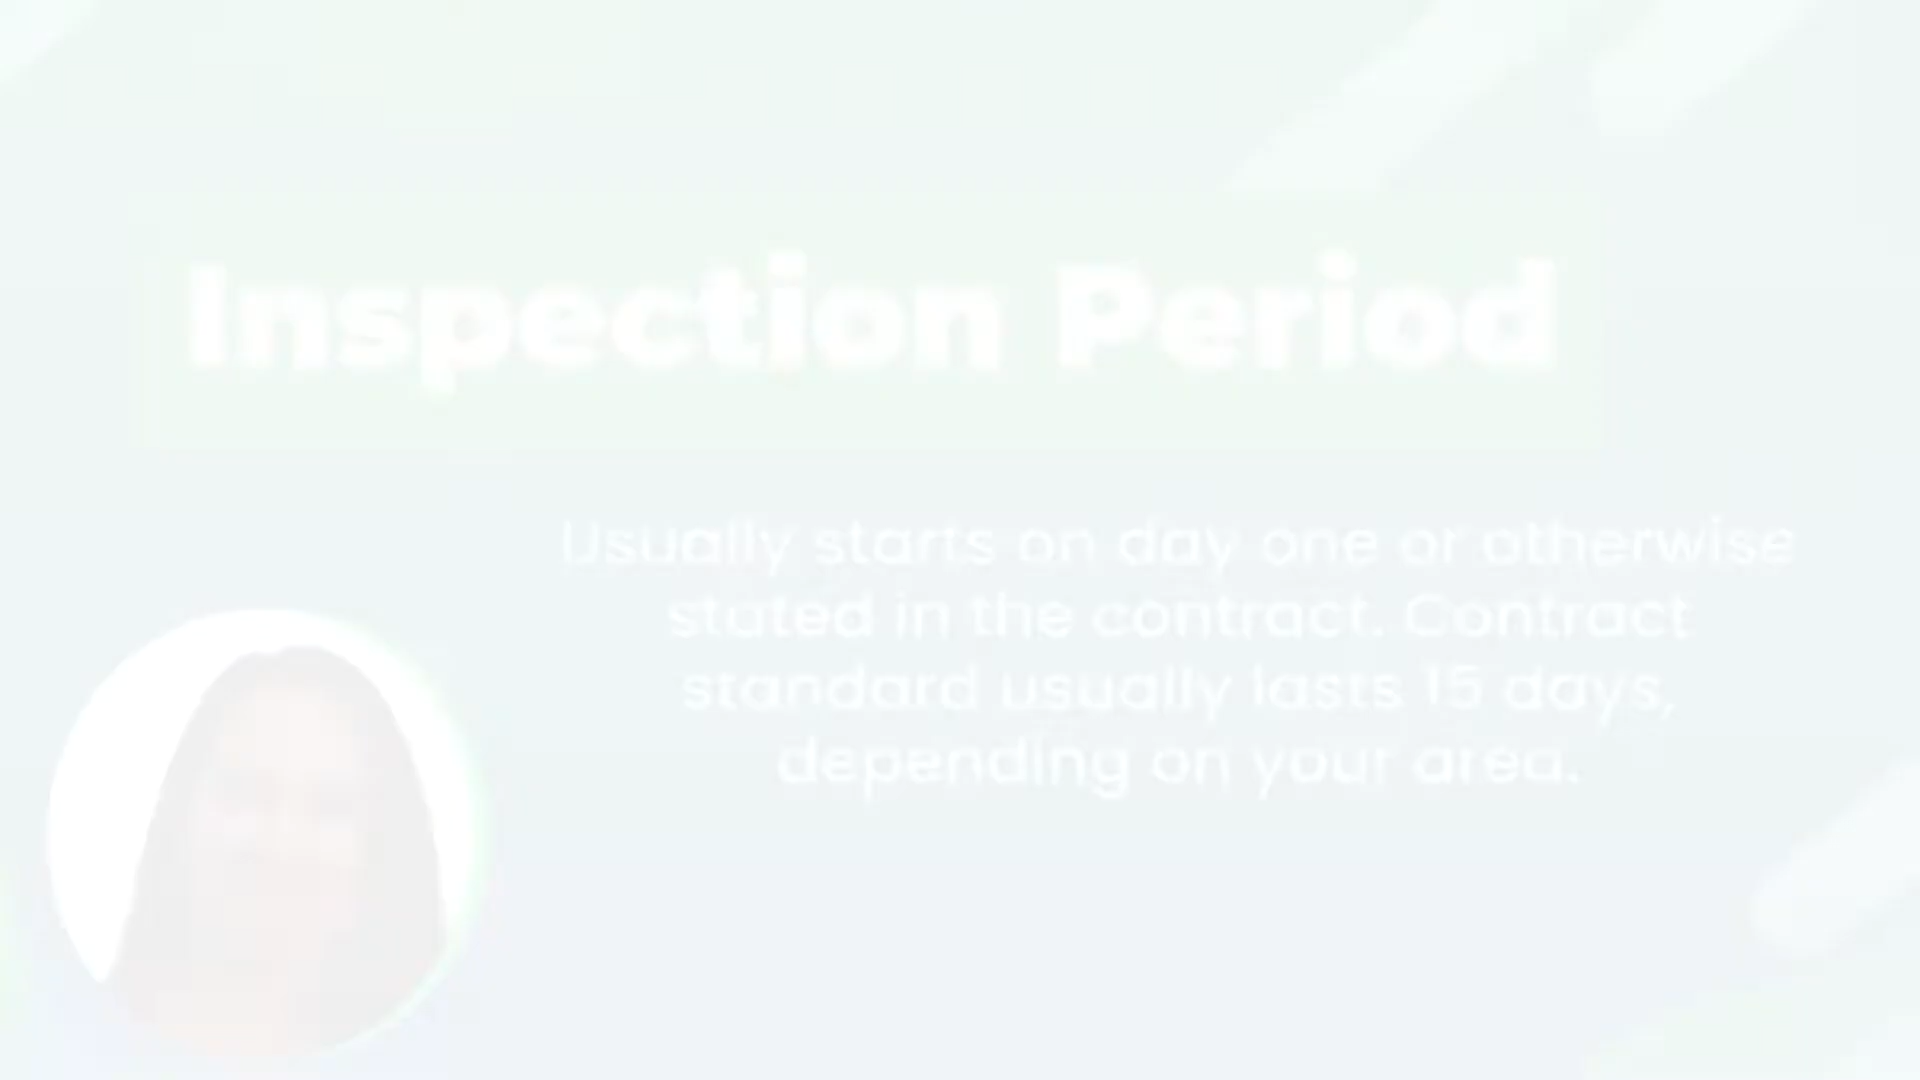 Inspection Period
Usually starts on day one or otherwise
stated in the contract. Contract
standard usually lasts 15 days,
depending on your area.